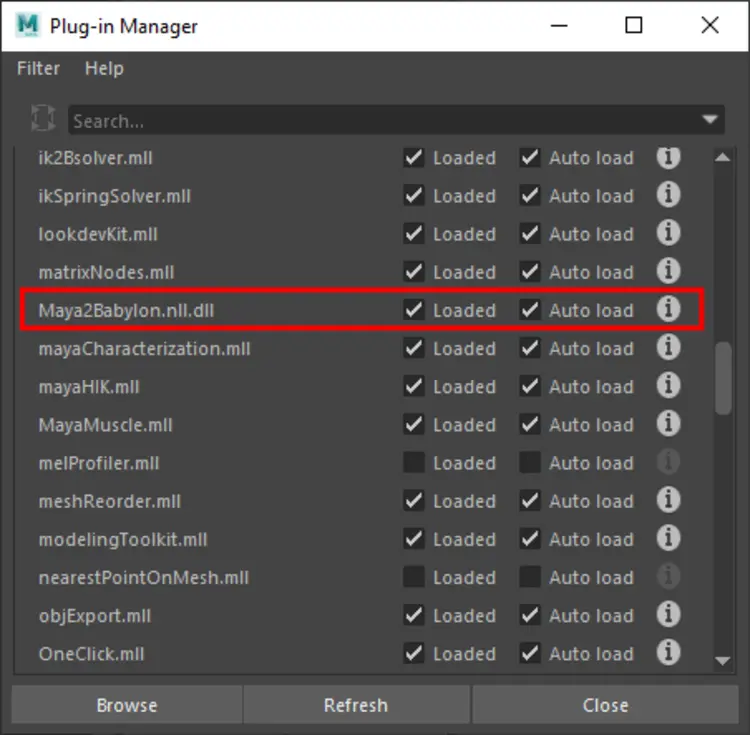 Plug-in Manager
Filter Help
Search...
ik2Bsolver.mll Loaded Auto load
ikSpringSolver.mll Loaded Auto load
lookdevKit.mll Loaded Auto load
matrixNodes.mll Loaded Auto load
Maya2Babylon.nll.dll Loaded Auto load
mayaCharacterization.mll Loaded Auto load
mayaHIK.mll Loaded Auto load
MayaMuscle.mll Loaded Auto load
melProfiler.mll Loaded Auto load
meshReorder.mll Loaded Auto load
modelingToolkit.mll Loaded Auto load
nearestPointOnMesh.mll Loaded Auto load
objExport.mll Loaded Auto load
OneClick.mll Loaded Auto load
Browse Refresh Close